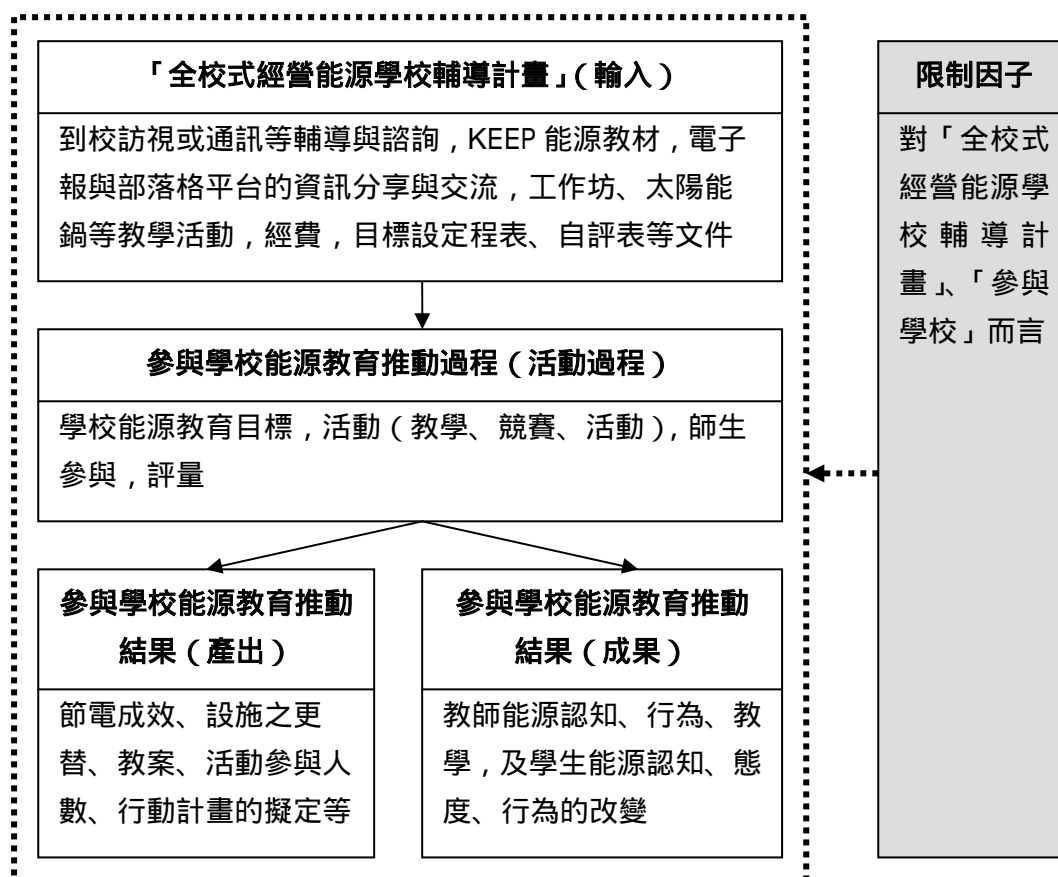 「全校式經營能源學校輔導計畫」(輸入)
到校訪視或通訊等輔導與諮詢,KEEP 能源教材,電子
報與部落格平台的資訊分享與交流,工作坊、太陽能
鍋等教學活動,經費,目標設定程表、自評表等文件
參與學校能源教育推動過程(活動過程)
學校能源教育目標,活動(教學、競賽、活動),師生
參與,評量
參與學校能源教育推動
結果(產出)
節電成效、設施之更
替、教案、活動參與人
數、行動計畫的擬定等
參與學校能源教育推動
結果(成果)
教師能源認知、行為、教
學,及學生能源認知、態
度、行為的改變
限制因子
對「全校式
經營能源學
校輔導計
畫」、「參與
學校」而言